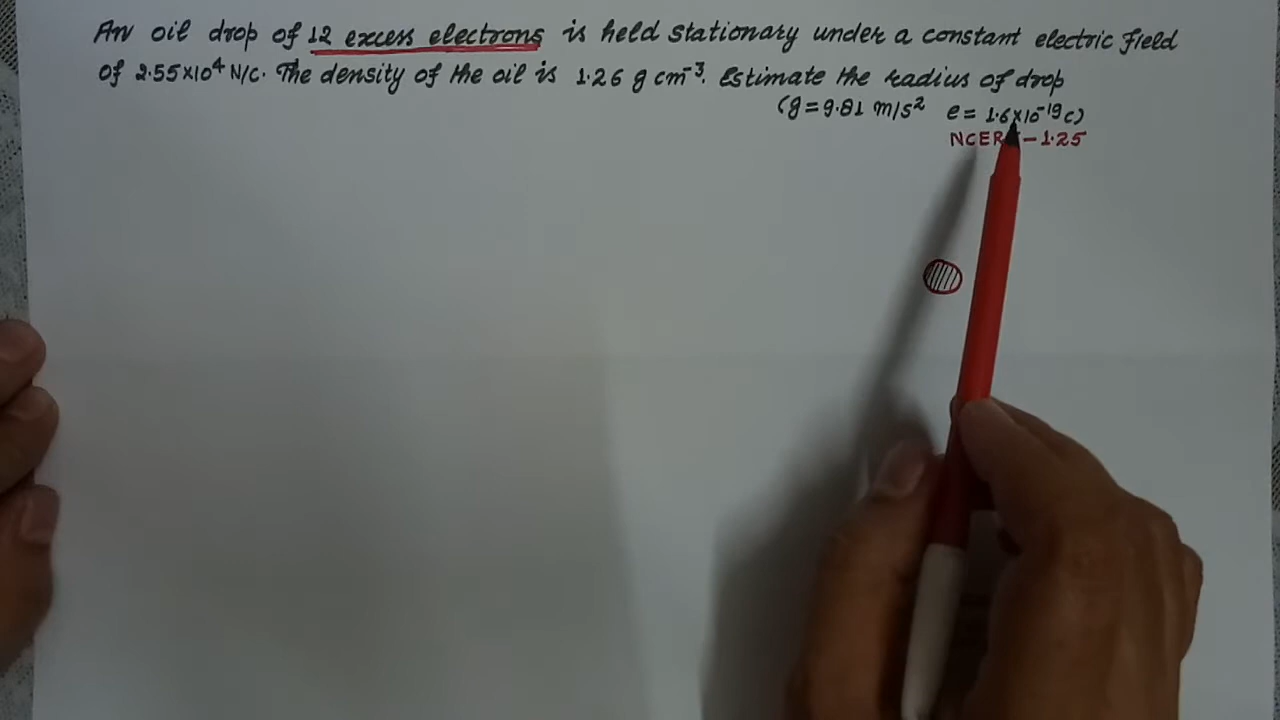 An oil drop of 12 excess electrons is held stationary under a constant electric field
of 2.55×10⁴ N/C. The density of the oil is 1.26 g cm⁻³. Estimate the radius of drop
(g = 9.81 m/s² e = 1.6×10⁻¹⁹ C)
– 1.25